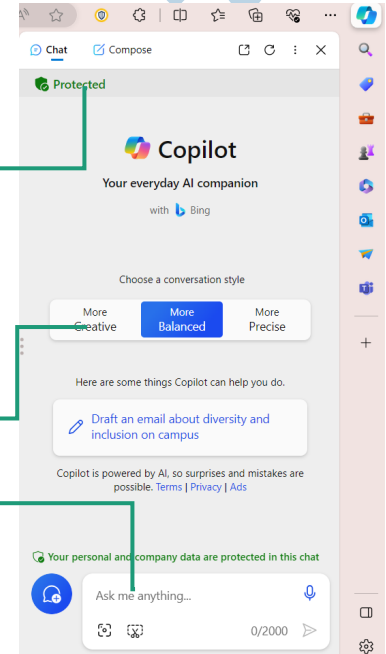 Chat Compose
Protected
Copilot
Your everyday AI companion
with Bing
Choose a conversation style
More Creative
More Balanced
More Precise
Here are some things Copilot can help you do.
Draft an email about diversity and
inclusion on campus
Copilot is powered by AI, so surprises and mistakes are
possible. Terms | Privacy | Ads
Your personal and company data are protected in this chat
Ask me anything...
0/2000